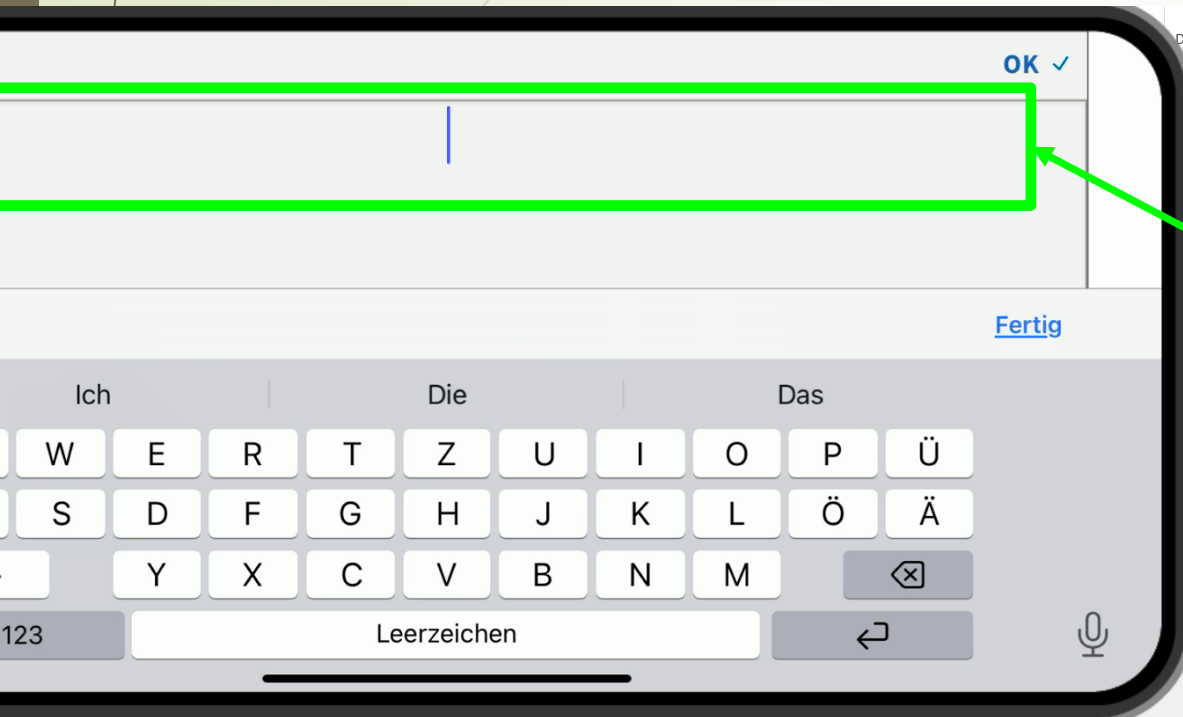 OK
Fertig
Ich Die Das
W E R T Z U I O P Ü
S D F G H J K L Ö Ä
Y X C V B N M
123 Leerzeichen